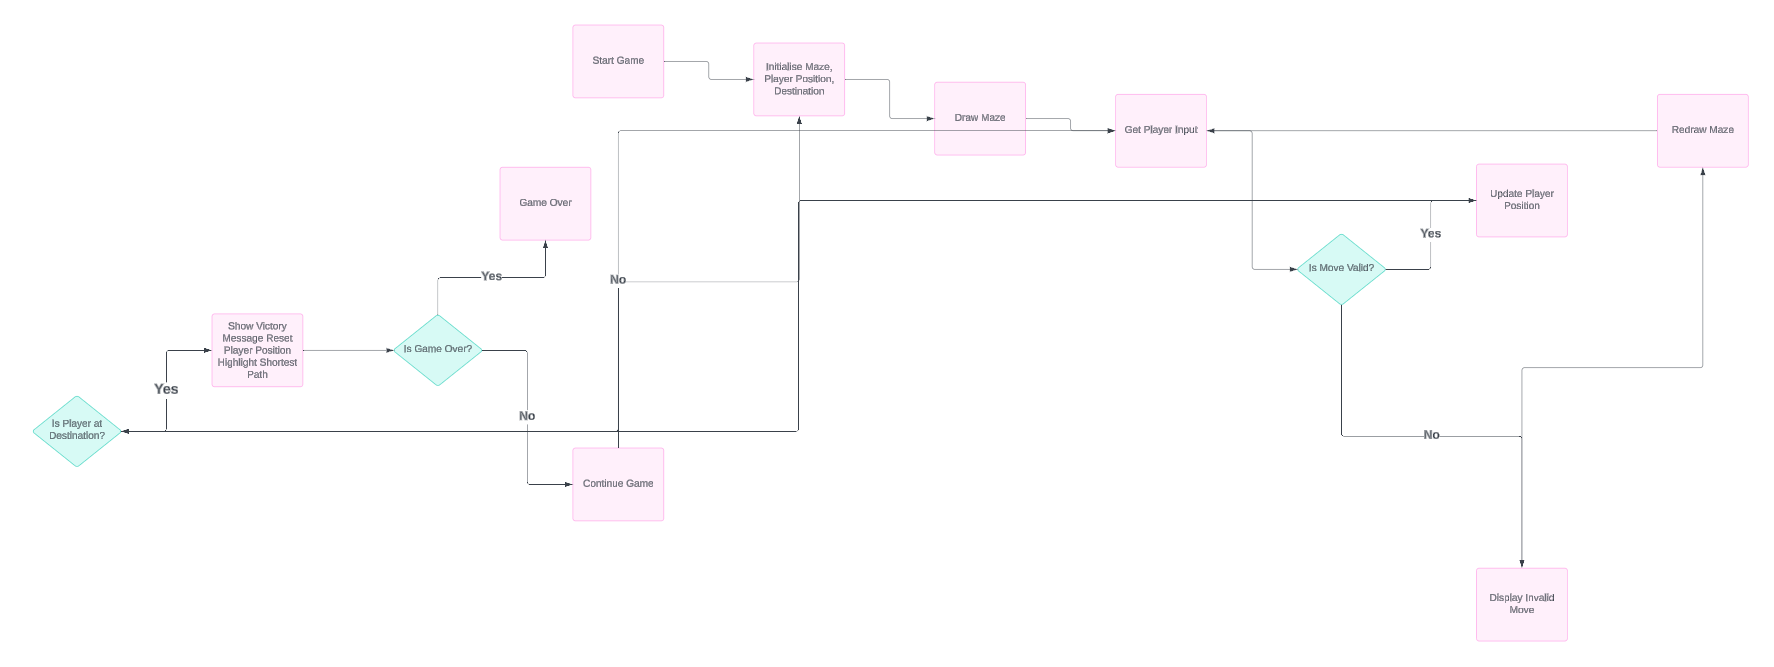 Start Game
Initialise Maze,
Player Position,
Destination
Draw Maze
Get Player Input
Redraw Maze
Game Over
Update Player
Position
Yes
Is Move Valid?
Yes
No
Show Victory
Message Reset
Player Position
Highlight Shortest
Path
Is Game Over?
Yes
Is Player at
Destination?
No
No
Continue Game
Display Invalid
Move